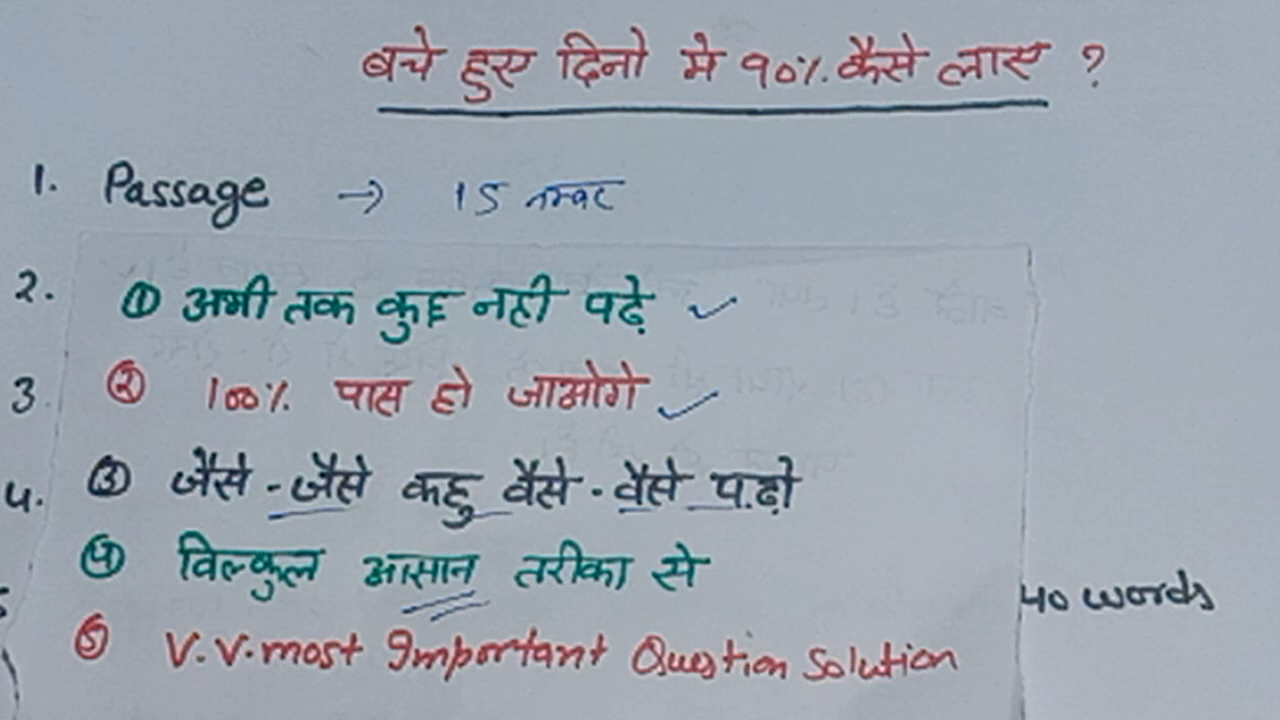 बचे हुए दिनो मे 90% कैसे लाए ?
1. Passage → 15 नम्बर
2. ① अभी तक कुछ नही पढ़े ✓
3. ② 100% पास हो जाओगे ✓
4. ③ जैसे-जैसे कहु वैसे-वैसे पढ़ो
④ विल्कुल आसान तरीका से
40 words
⑤ V.V.most Important Question Solution